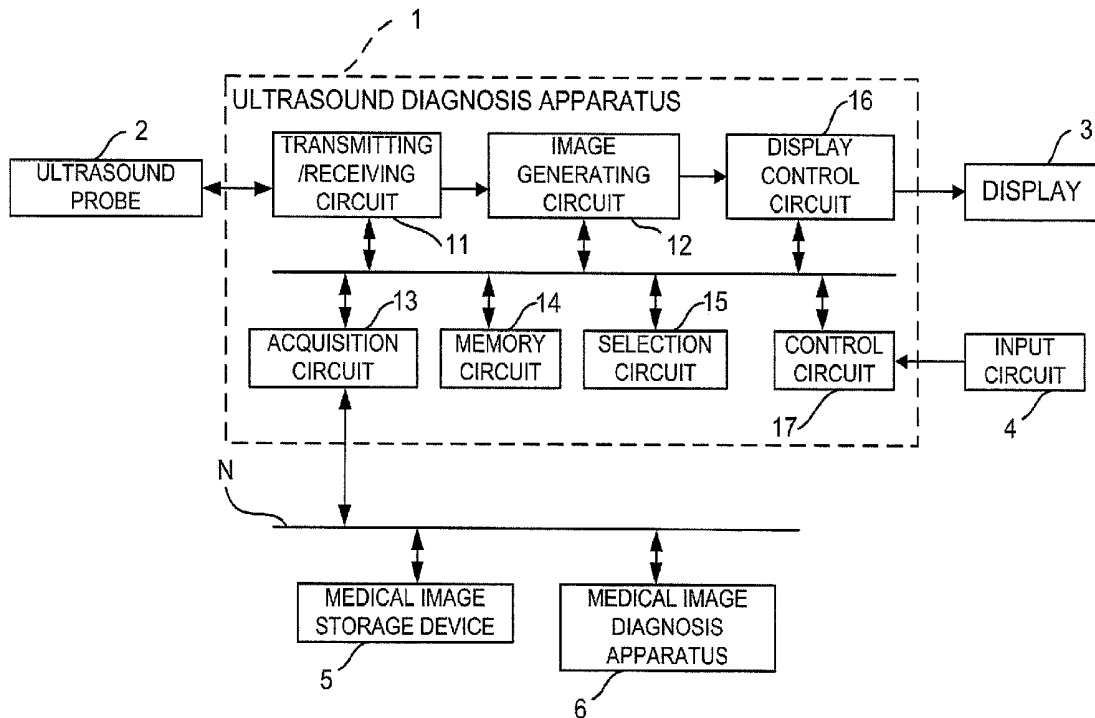 1
ULTRASOUND DIAGNOSIS APPARATUS
2
ULTRASOUND
PROBE
TRANSMITTING
/RECEIVING
CIRCUIT
11
IMAGE
GENERATING
CIRCUIT
12
16
DISPLAY
CONTROL
CIRCUIT
3
DISPLAY
13
ACQUISITION
CIRCUIT
14
MEMORY
CIRCUIT
15
SELECTION
CIRCUIT
CONTROL
CIRCUIT
17
INPUT
CIRCUIT
4
N
MEDICAL IMAGE
STORAGE DEVICE
5
MEDICAL IMAGE
DIAGNOSIS
APPARATUS
6